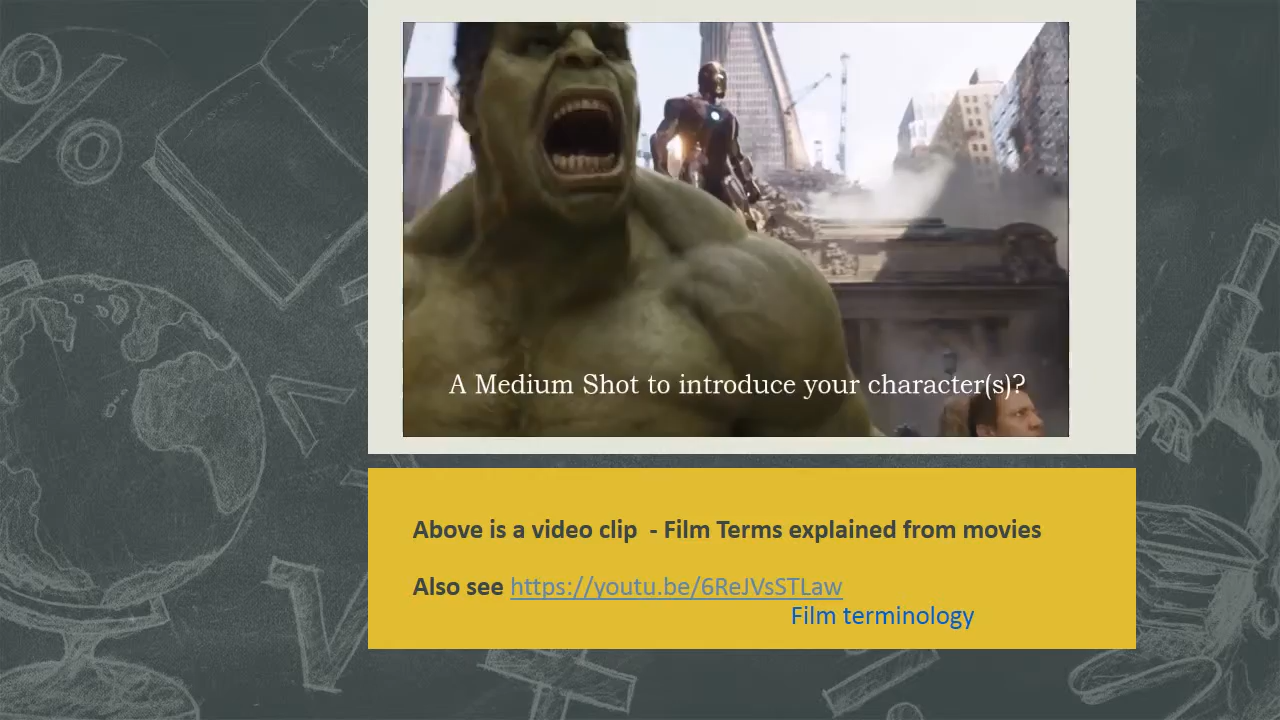 A Medium Shot to introduce your character(s)?
Above is a video clip  - Film Terms explained from movies
Also see https://youtu.be/6ReJVsSTLaw
Film terminology